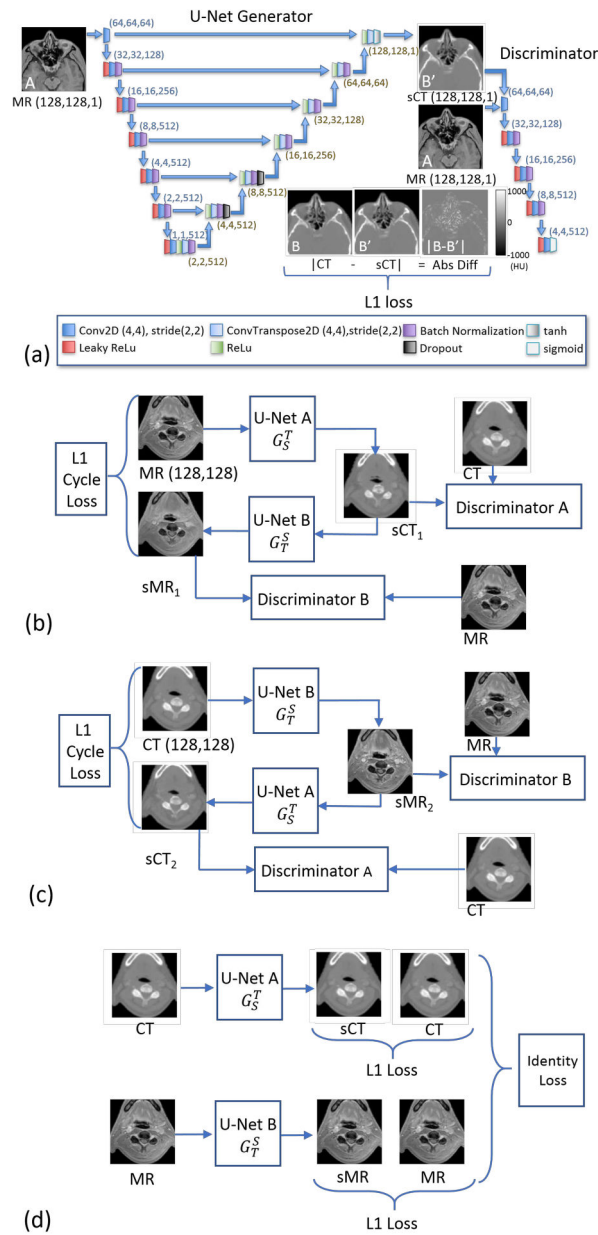 U-Net Generator
Discriminator
A
MR (128,128,1)
(64,64,64)
(32,32,128)
(16,16,256)
(8,8,512)
(4,4,512)
(2,2,512)
(1,1,512)
(2,2,512)
(4,4,512)
(8,8,512)
(16,16,256)
(32,32,128)
(64,64,64)
(128,128,1)
B'
sCT (128,128,1)
A
MR (128,128,1)
(64,64,64)
(32,32,128)
(16,16,256)
(8,8,512)
(4,4,512)
B
B'
|B-B'|
1000
-1000
(HU)
|CT - sCT| = Abs Diff
L1 loss
(a)
Conv2D (4,4), stride(2,2)
ConvTranspose2D (4,4),stride(2,2)
Batch Normalization
tanh
Leaky ReLu
ReLu
Dropout
sigmoid
L1
Cycle
Loss
MR (128,128)
U-Net A
G_S^T
sCT1
CT
Discriminator A
U-Net B
G_T^S
sMR1
Discriminator B
MR
(b)
L1
Cycle
Loss
CT (128,128)
U-Net B
G_T^S
sMR2
MR
Discriminator B
U-Net A
G_S^T
sCT2
Discriminator A
CT
(c)
CT
U-Net A
G_S^T
sCT
CT
L1 Loss
Identity
Loss
MR
U-Net B
G_T^S
sMR
MR
L1 Loss
(d)